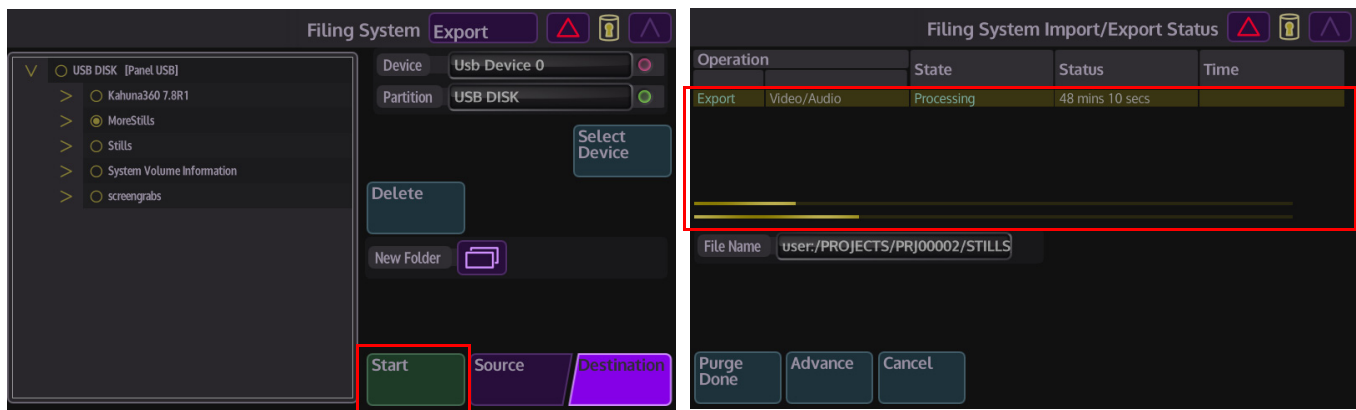 Filing System Export
USB DISK [Panel USB]
Kahuna360 7.8R1
MoreStills
Stills
System Volume Information
screengrabs
Device Usb Device 0
Partition USB DISK
Select
Device
Delete
New Folder
Start
Source
Destination
Filing System Import/Export Status
Operation State Status Time
Export Video/Audio Processing 48 mins 10 secs
File Name user:/PROJECTS/PRJ00002/STILLS
Purge
Done
Advance
Cancel